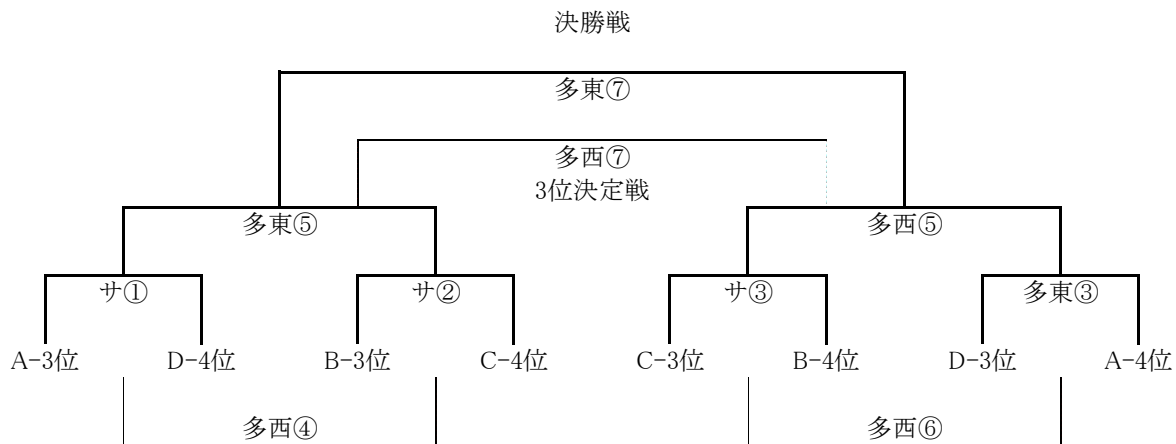 決勝戦
多東⑦
多西⑦
3位決定戦
多東⑤ 多西⑤
サ① サ② サ③ 多東③
A-3位 D-4位 B-3位 C-4位 C-3位 B-4位 D-3位 A-4位
多西④ 多西⑥